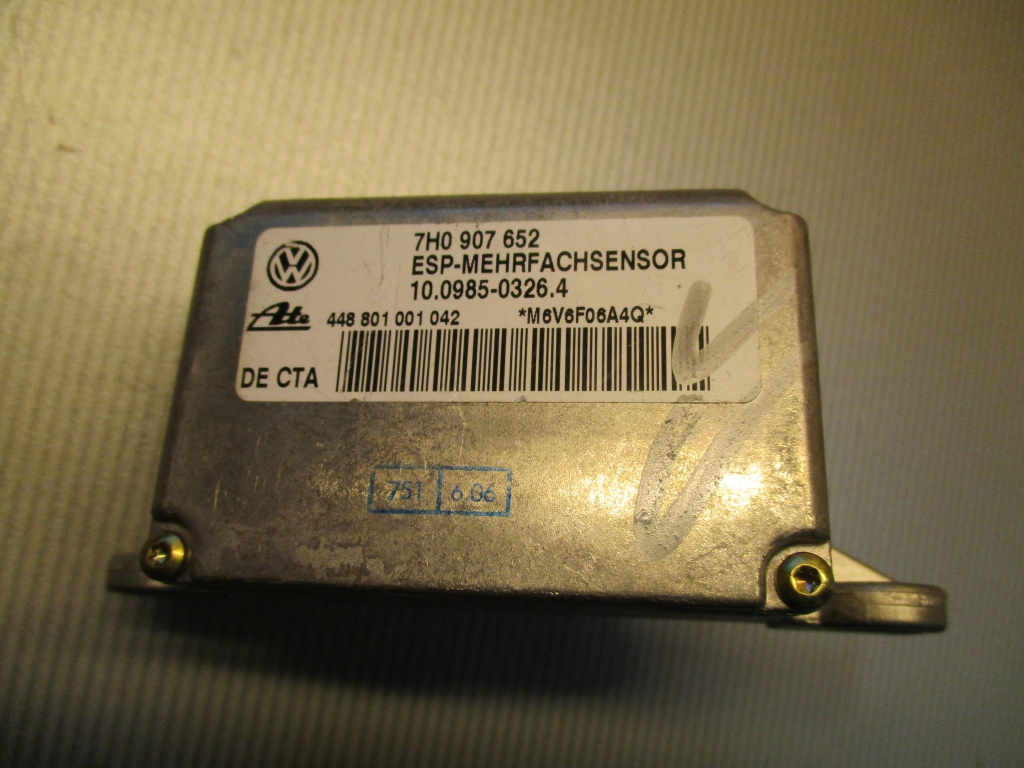 7H0 907 652
ESP-MEHRFACHSENSOR
10.0985-0326.4
Ate
448 801 001 042 *M6V6F06A4Q*
DE CTA
751 6.06